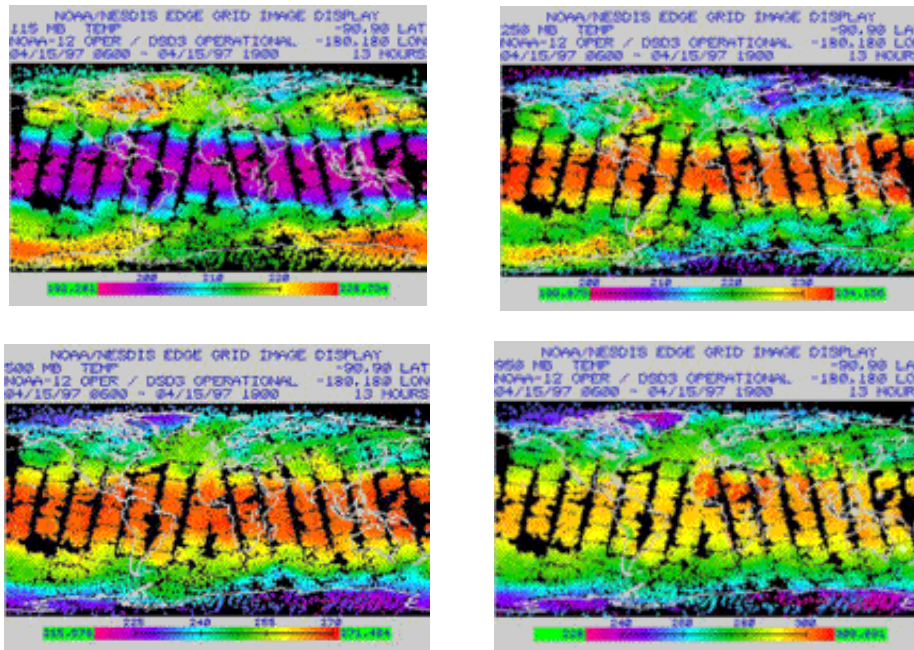 NOAA/NESDIS EDGE GRID IMAGE DISPLAY
115 MB TEMP -90,90 LAT
NOAA-12 OPER / DSD3 OPERATIONAL -180,180 LON
04/15/97 0600 - 04/15/97 1900 13 HOURS
200 210 220
NOAA/NESDIS EDGE GRID IMAGE DISPLAY
250 MB TEMP -90,90 LAT
NOAA-12 OPER / DSD3 OPERATIONAL -180,180 LON
04/15/97 0600 - 04/15/97 1900 13 HOUR
200 210 220 230
NOAA/NESDIS EDGE GRID IMAGE DISPLAY
500 MB TEMP -90,90 LAT
NOAA-12 OPER / DSD3 OPERATIONAL -180,180 LON
04/15/97 0600 - 04/15/97 1900 13 HOURS
225 240 255 270
NOAA/NESDIS EDGE GRID IMAGE DISPLAY
950 MB TEMP -90,90 LAT
NOAA-12 OPER / DSD3 OPERATIONAL -180,180 LO
04/15/97 0600 - 04/15/97 1900 13 HOUR
240 260 280 300